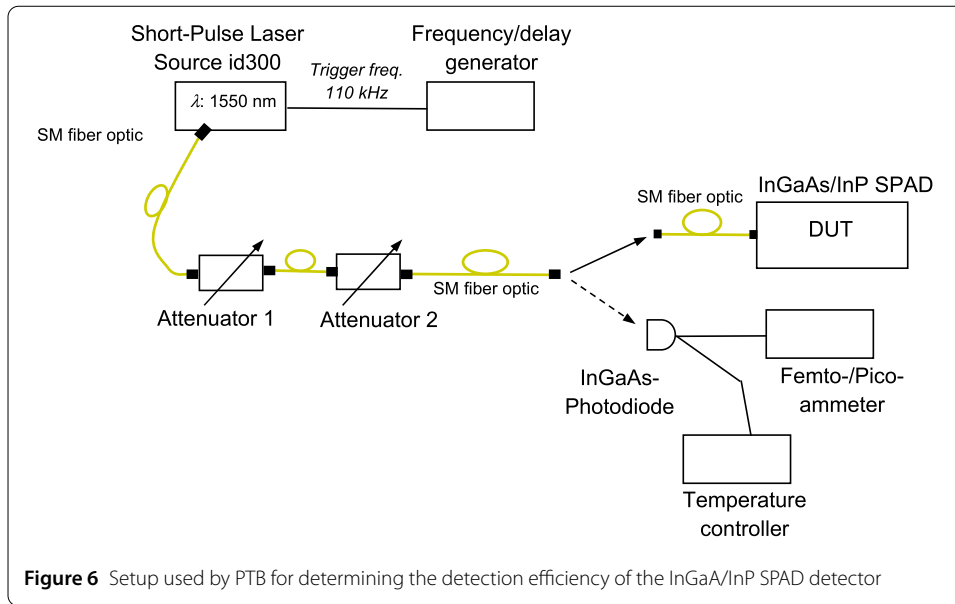 Short-Pulse Laser
Source id300
λ: 1550 nm
Trigger freq.
110 kHz
Frequency/delay
generator
SM fiber optic
InGaAs/InP SPAD
SM fiber optic
DUT
SM fiber optic
Attenuator 1
Attenuator 2
InGaAs-
Photodiode
Femto-/Pico-
ammeter
Temperature
controller
Figure 6 Setup used by PTB for determining the detection efficiency of the InGaA/InP SPAD detector